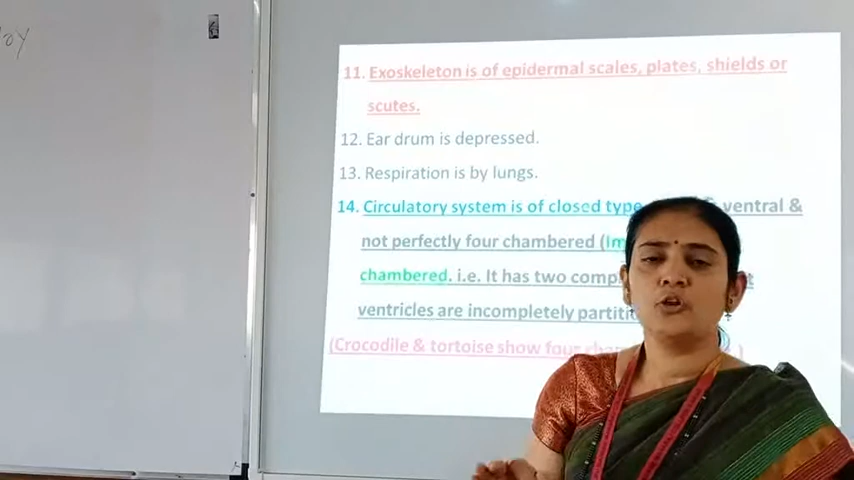 11. Exoskeleton is of epidermal scales, plates, shields or
scutes.
12. Ear drum is depressed.
13. Respiration is by lungs.
14. Circulatory system is of closed type ventral &
not perfectly four chambered
chambered. i.e. It has two
ventricles are incompletely
(Crocodile & tortoise show four